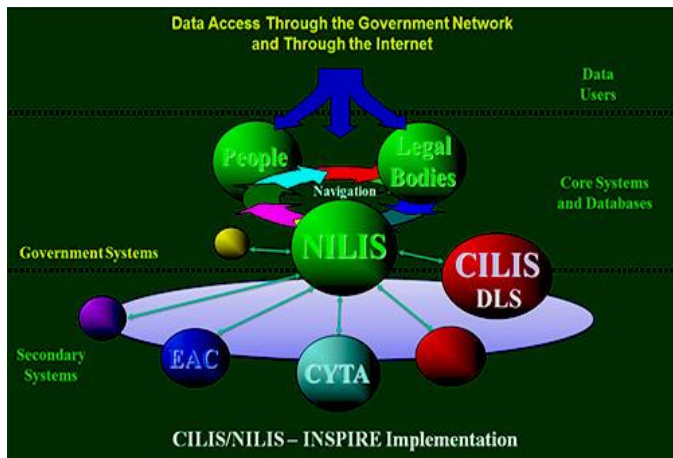 Data Access Through the Government Network
and Through the Internet
Data
Users
People
Legal
Bodies
Navigation
Core Systems
and Databases
NILIS
Government Systems
CILIS
DLS
Secondary
Systems
EAC
CYTA
CILIS/NILIS – INSPIRE Implementation